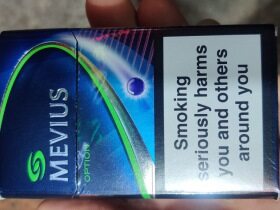 MEVIUS
OPTION
Smoking
seriously harms
you and others
around you